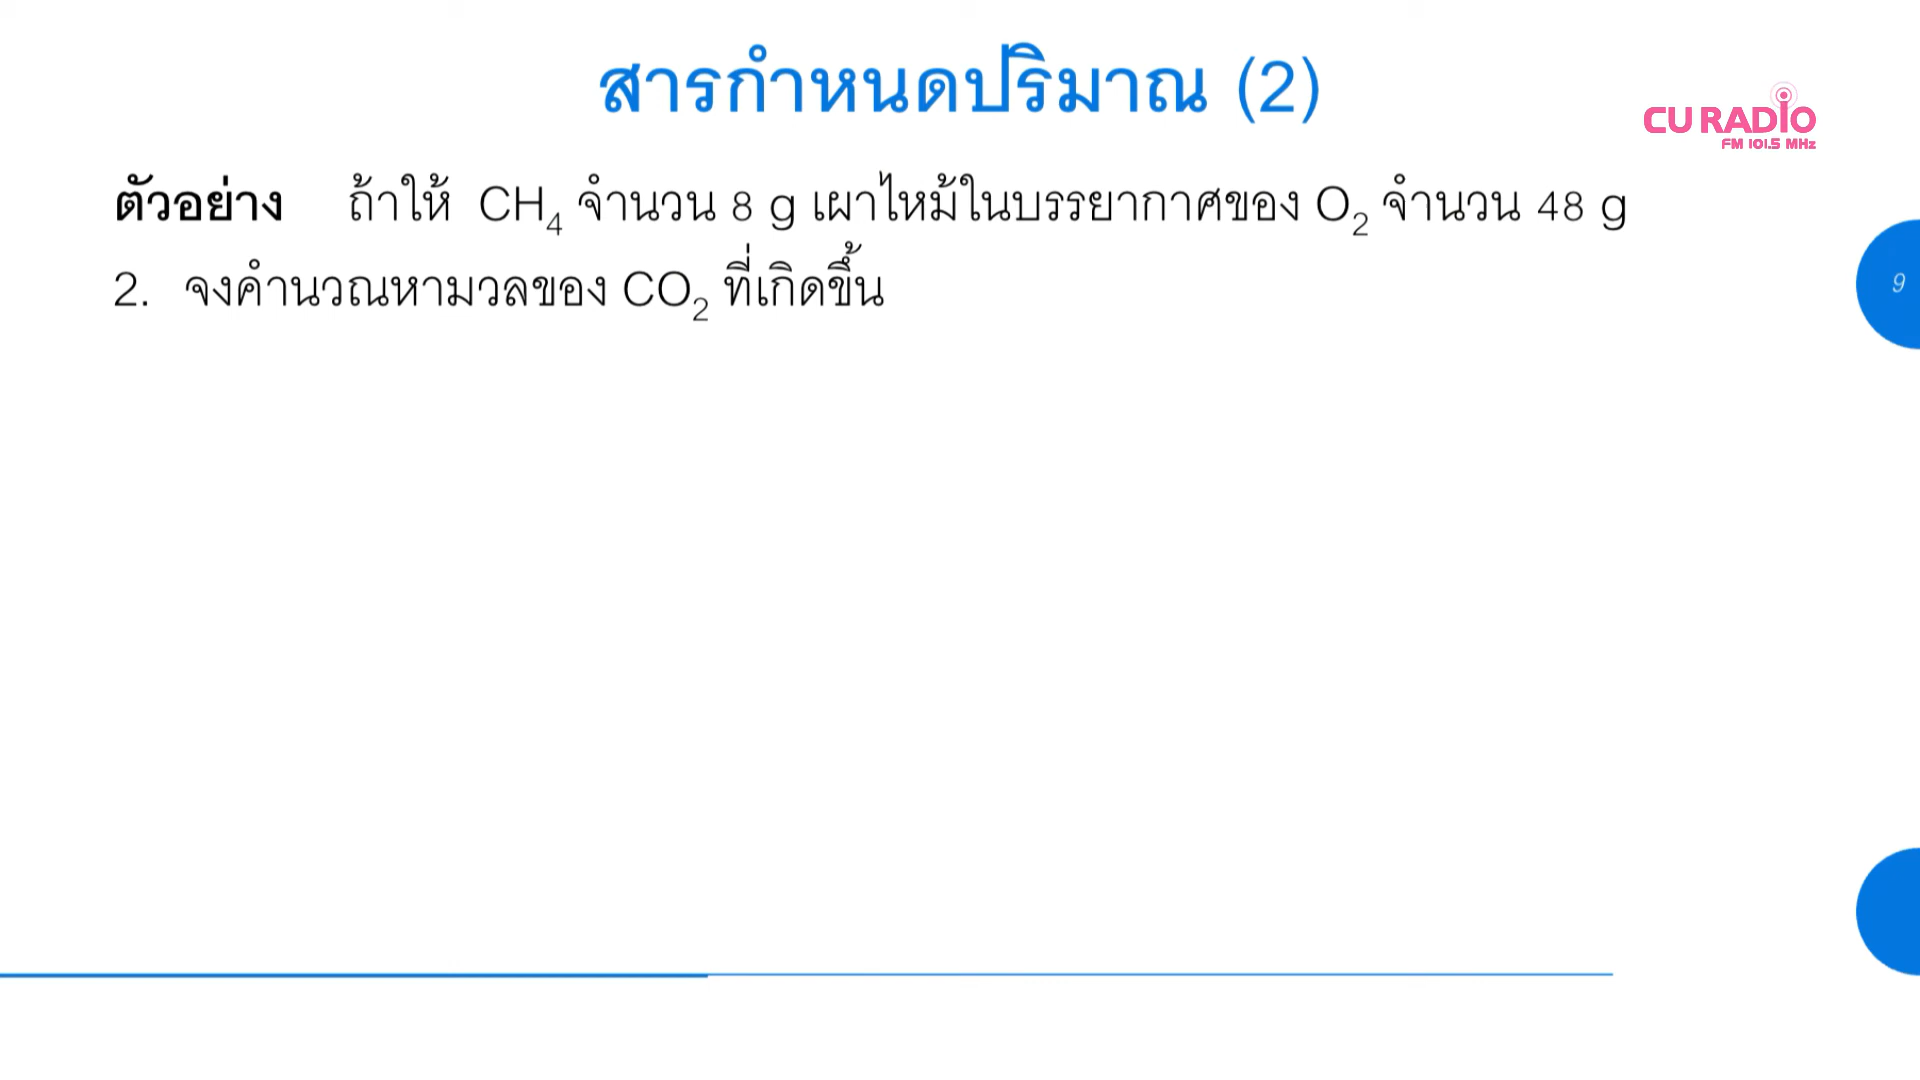 สารกำหนดปริมาณ (2)
CU RADIO
FM 101.5 MHz
ตัวอย่าง ถ้าให้ CH₄ จำนวน 8 g เผาไหม้ในบรรยากาศของ O₂ จำนวน 48 g
2. จงคำนวณหามวลของ CO₂ ที่เกิดขึ้น
9